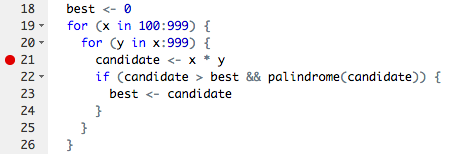 18 best <- 0
19 for (x in 100:999) {
20 for (y in x:999) {
21 candidate <- x * y
22 if (candidate > best && palindrome(candidate)) {
23 best <- candidate
24 }
25 }
26 }